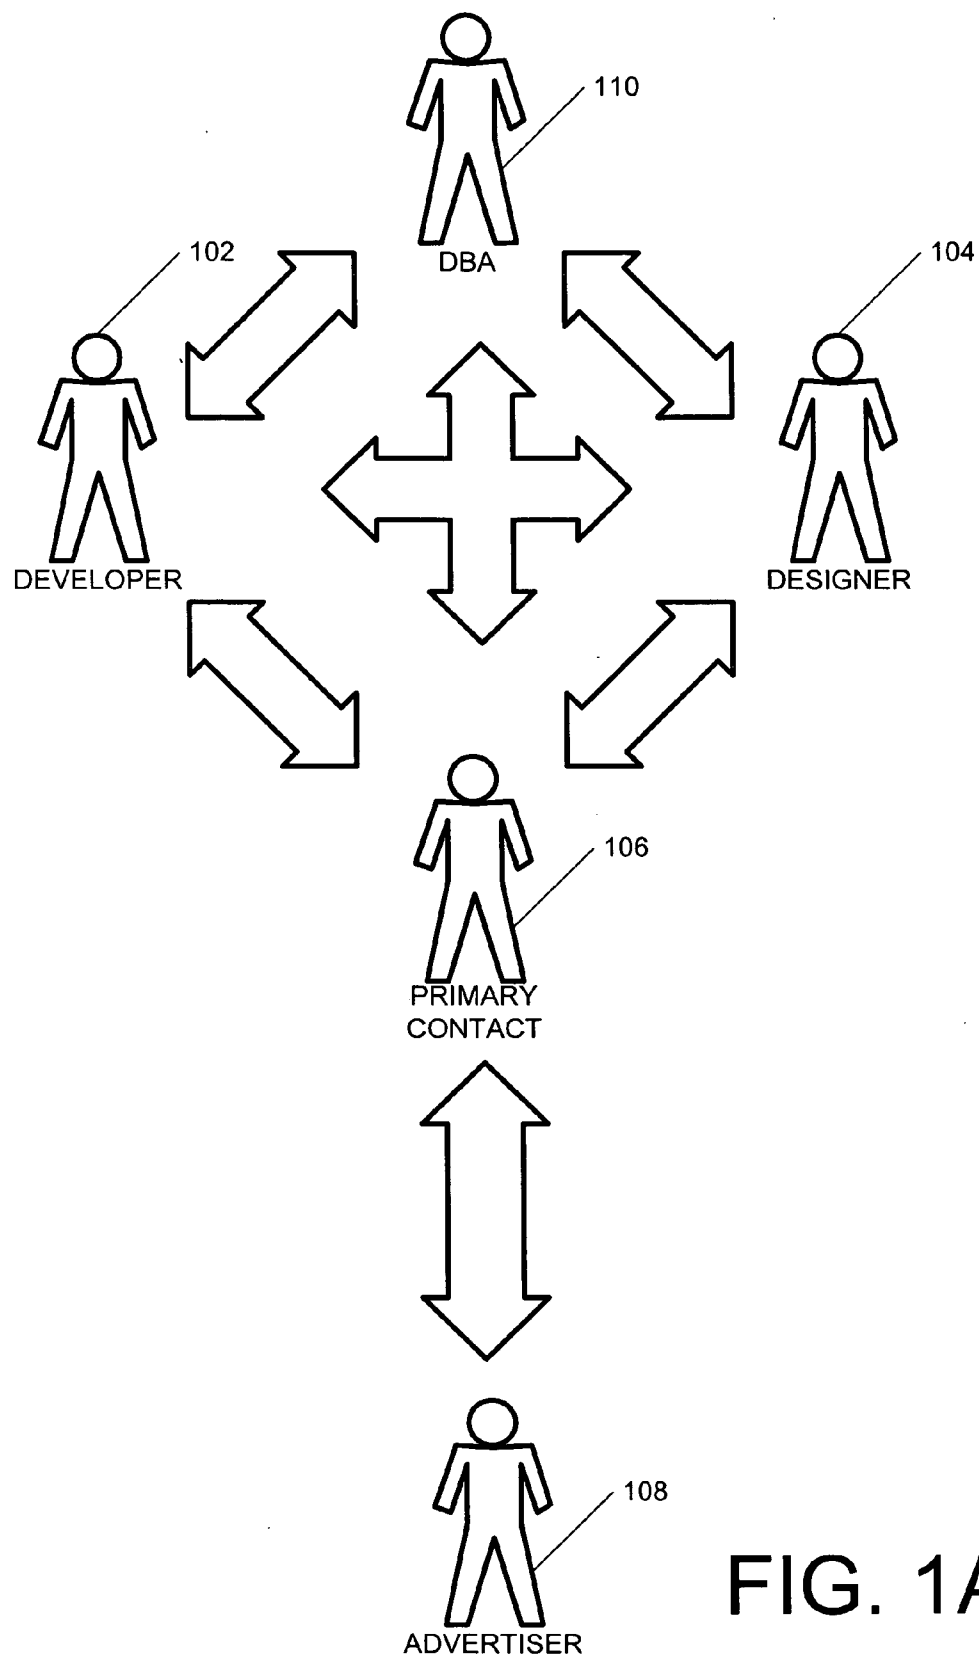 110
DBA
102
104
DEVELOPER
DESIGNER
106
PRIMARY
CONTACT
108
FIG. 1A
ADVERTISER